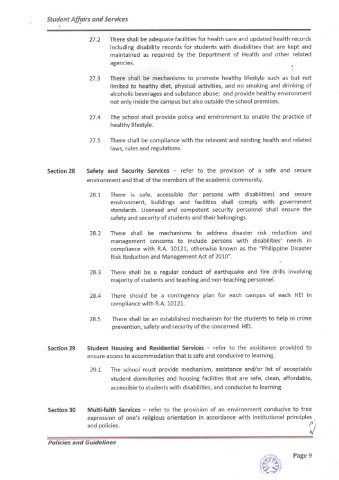 Student Affairs and Services
27.2 There shall be adequate facilities for health care and updated health records
including disability records for students with disabilities that are kept and
maintained as required by the Department of Health and other related
agencies.
27.3 There shall be mechanisms to promote healthy lifestyle such as but not
limited to healthy diet, physical activities, and no smoking and drinking of
alcoholic beverages and substance abuse; and provide healthy environment
not only inside the campus but also outside the school premises.
27.4 The school shall provide policy and environment to enable the practice of
healthy lifestyle.
27.5 There shall be compliance with the relevant and existing health and related
laws, rules and regulations.
Section 28 Safety and Security Services – refer to the provision of a safe and secure
environment and that of the members of the academic community.
28.1 There is safe, accessible (for persons with disabilities) and secure
environment, buildings and facilities shall comply with government
standards. Licensed and competent security personnel shall ensure the
safety and security of students and their belongings.
28.2 There shall be mechanisms to address disaster risk reduction and
management concerns to include persons with disabilities' needs in
compliance with R.A. 10121, otherwise known as the "Philippine Disaster
Risk Reduction and Management Act of 2010".
28.3 There shall be a regular conduct of earthquake and fire drills involving
majority of students and teaching and non-teaching personnel.
28.4 There should be a contingency plan for each campus of each HEI in
compliance with R.A. 10121.
28.5 There shall be an established mechanism for the students to help in crime
prevention, safety and security of the concerned HEI.
Section 29 Student Housing and Residential Services – refer to the assistance provided to
ensure access to accommodation that is safe and conducive to learning.
29.1 The school must provide mechanism, assistance and/or list of acceptable
student dormitories and housing facilities that are safe, clean, affordable,
accessible to students with disabilities, and conducive to learning.
Section 30 Multi-faith Services – refer to the provision of an environment conducive to free
expression of one's religious orientation in accordance with institutional principles
and policies.
Policies and Guidelines
Page 9